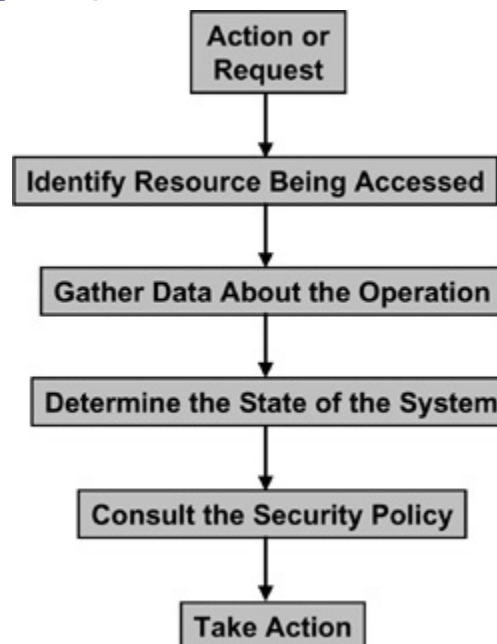 Action or
Request
Identify Resource Being Accessed
Gather Data About the Operation
Determine the State of the System
Consult the Security Policy
Take Action